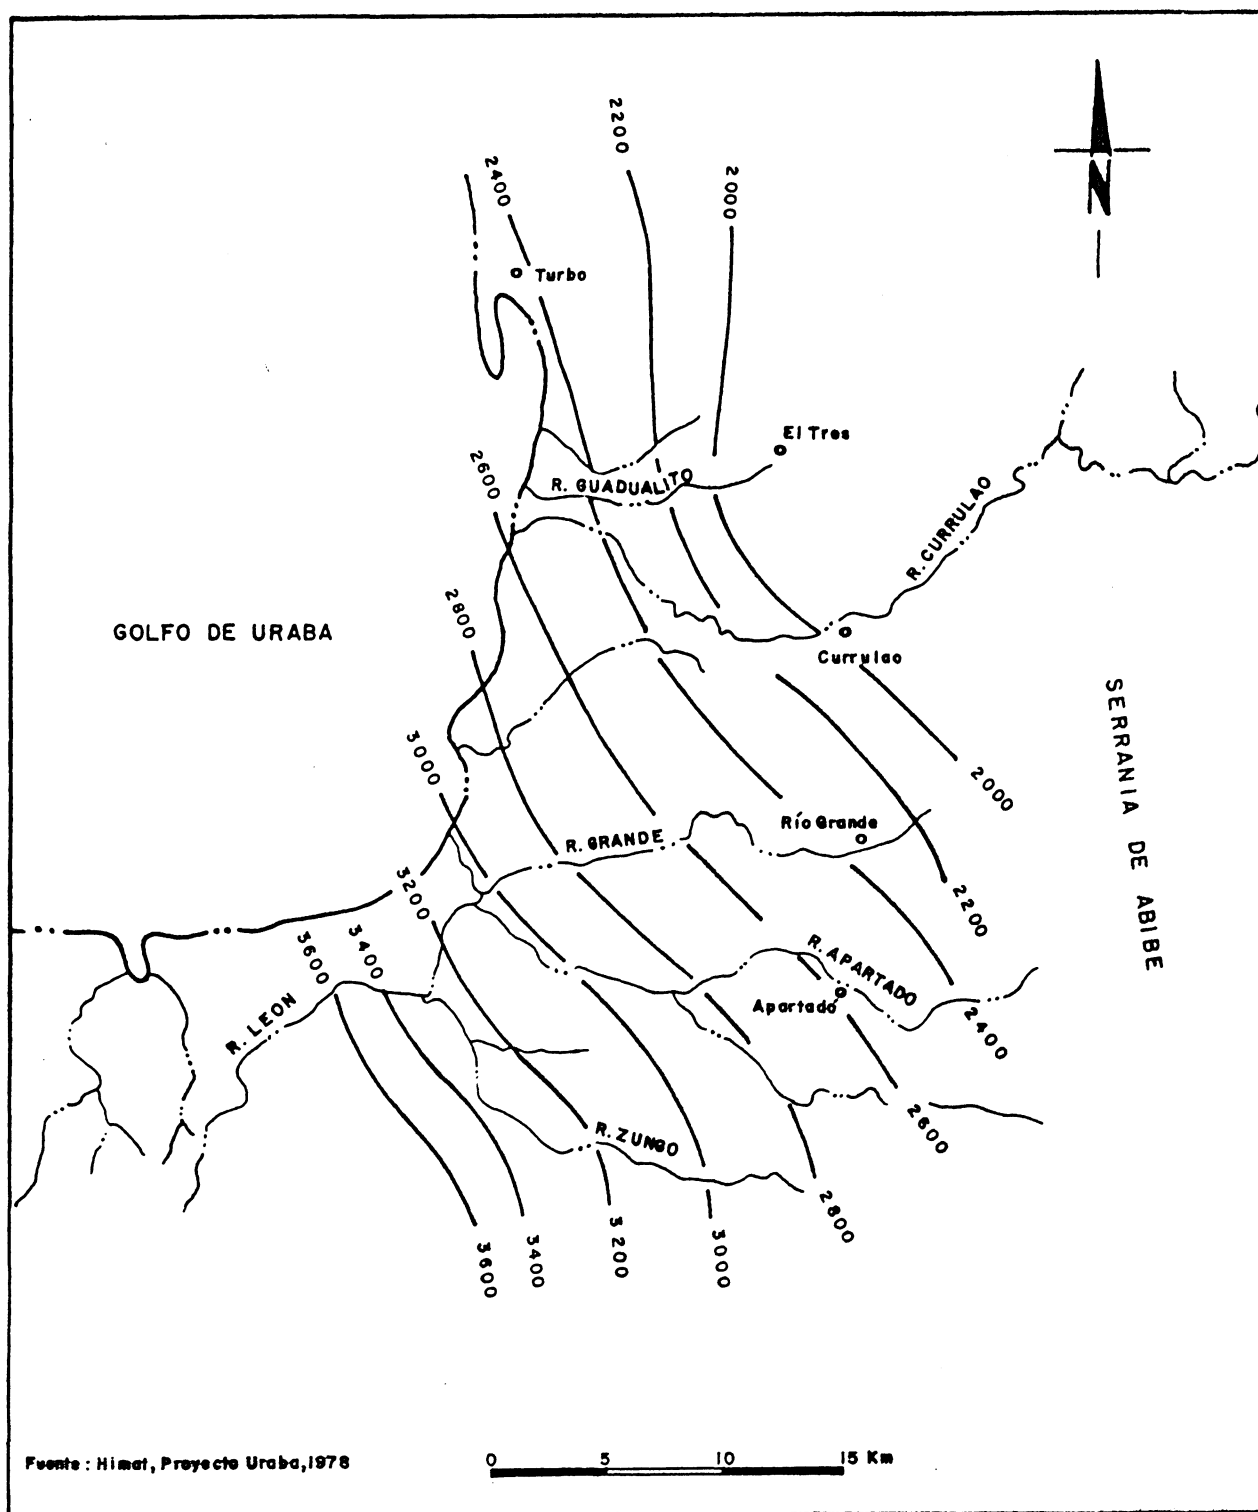 2200
2400
2000
N
Turbo
El Tres
2600
R. GUADUALITO
R. CURRULAO
2800
GOLFO DE URABA
Currulao
SERRANIA DE ABIBE
3000
2000
Río Grande
R. GRANDE
3200
2200
3600
3400
R. APARTADO
R. LEON
Apartadó
2400
2600
R. ZUNGO
2800
3600
3400
3200
3000
Fuente : Himat, Proyecto Uraba, 1978
0 5 10 15 Km